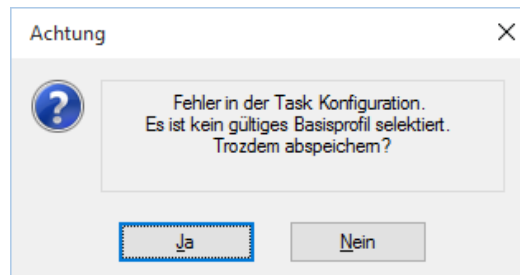 Achtung
Fehler in der Task Konfiguration.
Es ist kein gültiges Basisprofil selektiert.
Trozdem abspeichern?
Ja
Nein